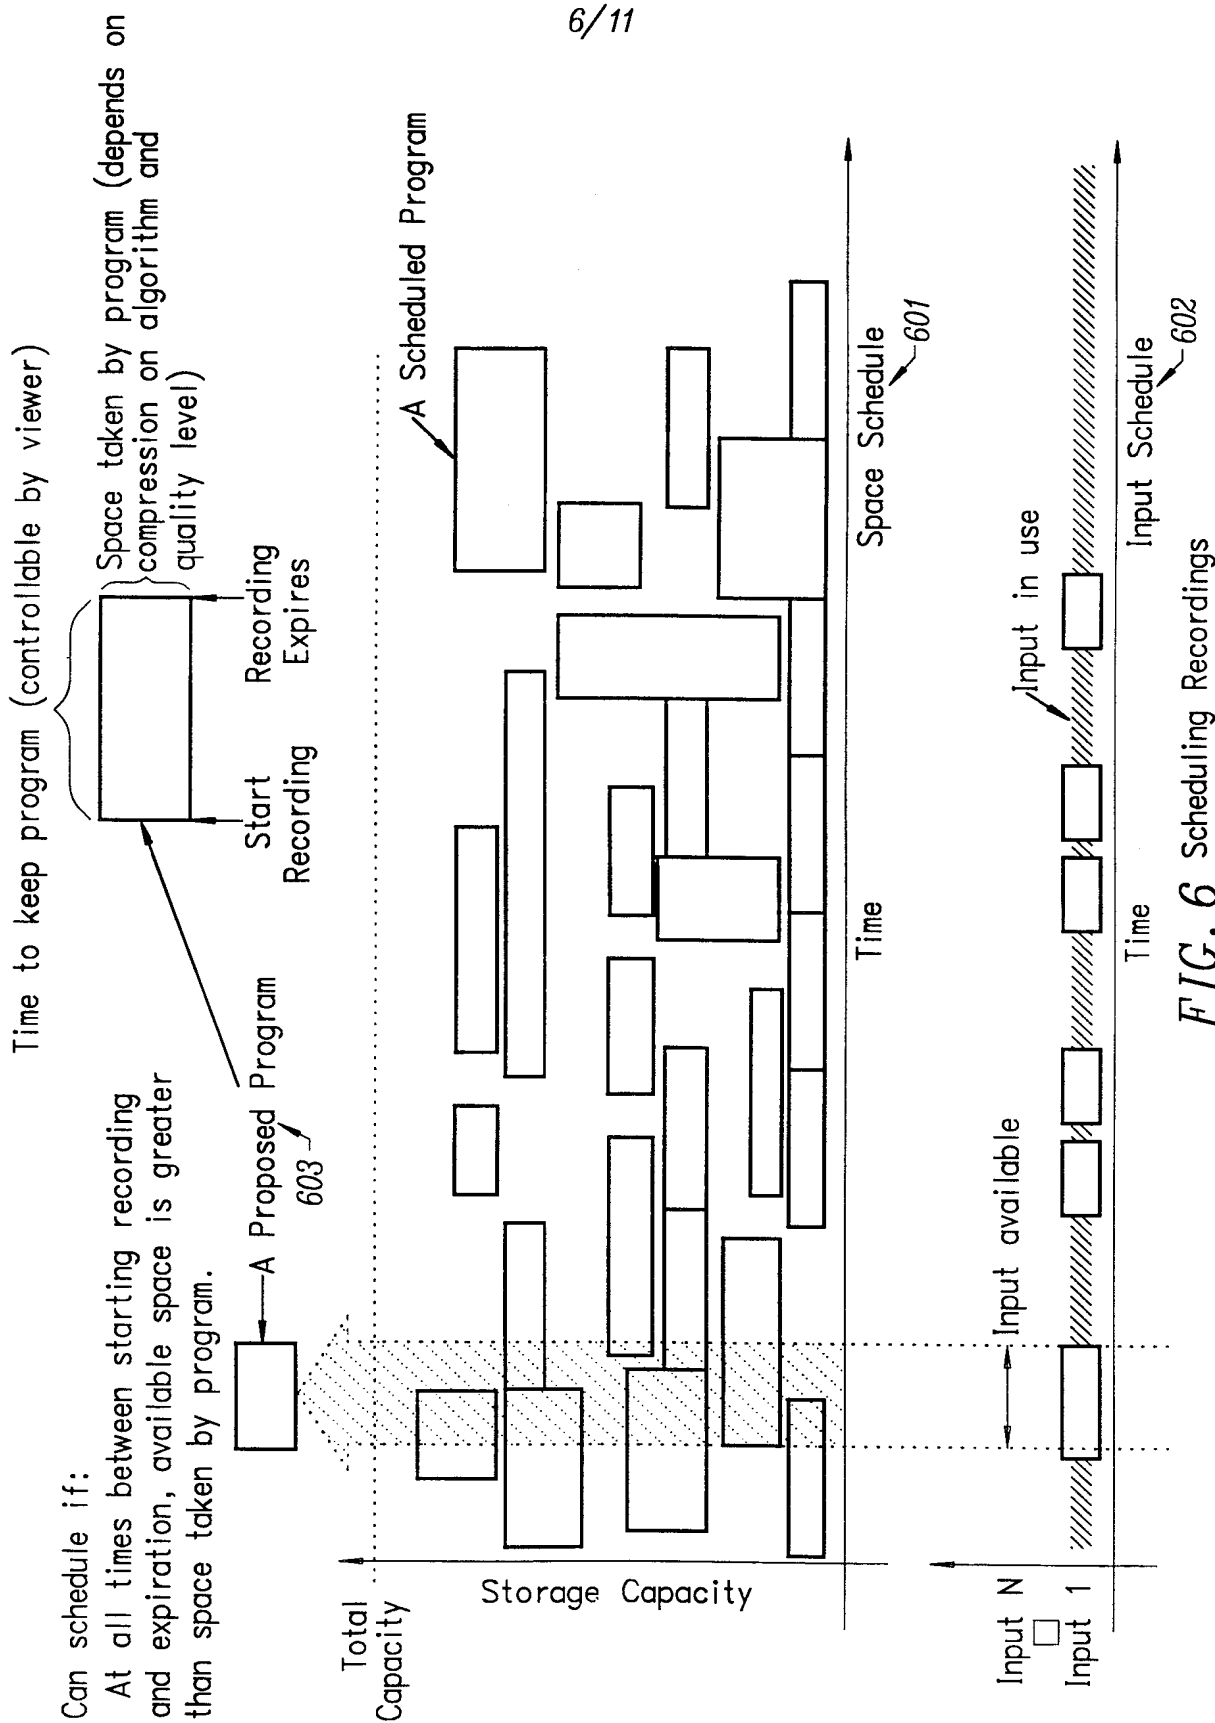 6/11
Time to keep program (controllable by viewer)
Space taken by program (depends on
compression on algorithm and
quality level)
Start
Recording
Recording
Expires
Can schedule if:
At all times between starting recording
and expiration, available space is greater
than space taken by program.
A Proposed Program
603
A Scheduled Program
Total
Capacity
Storage Capacity
Time
Space Schedule
601
Input available
Input in use
Input N
Input 1
Time
Input Schedule
602
FIG. 6 Scheduling Recordings